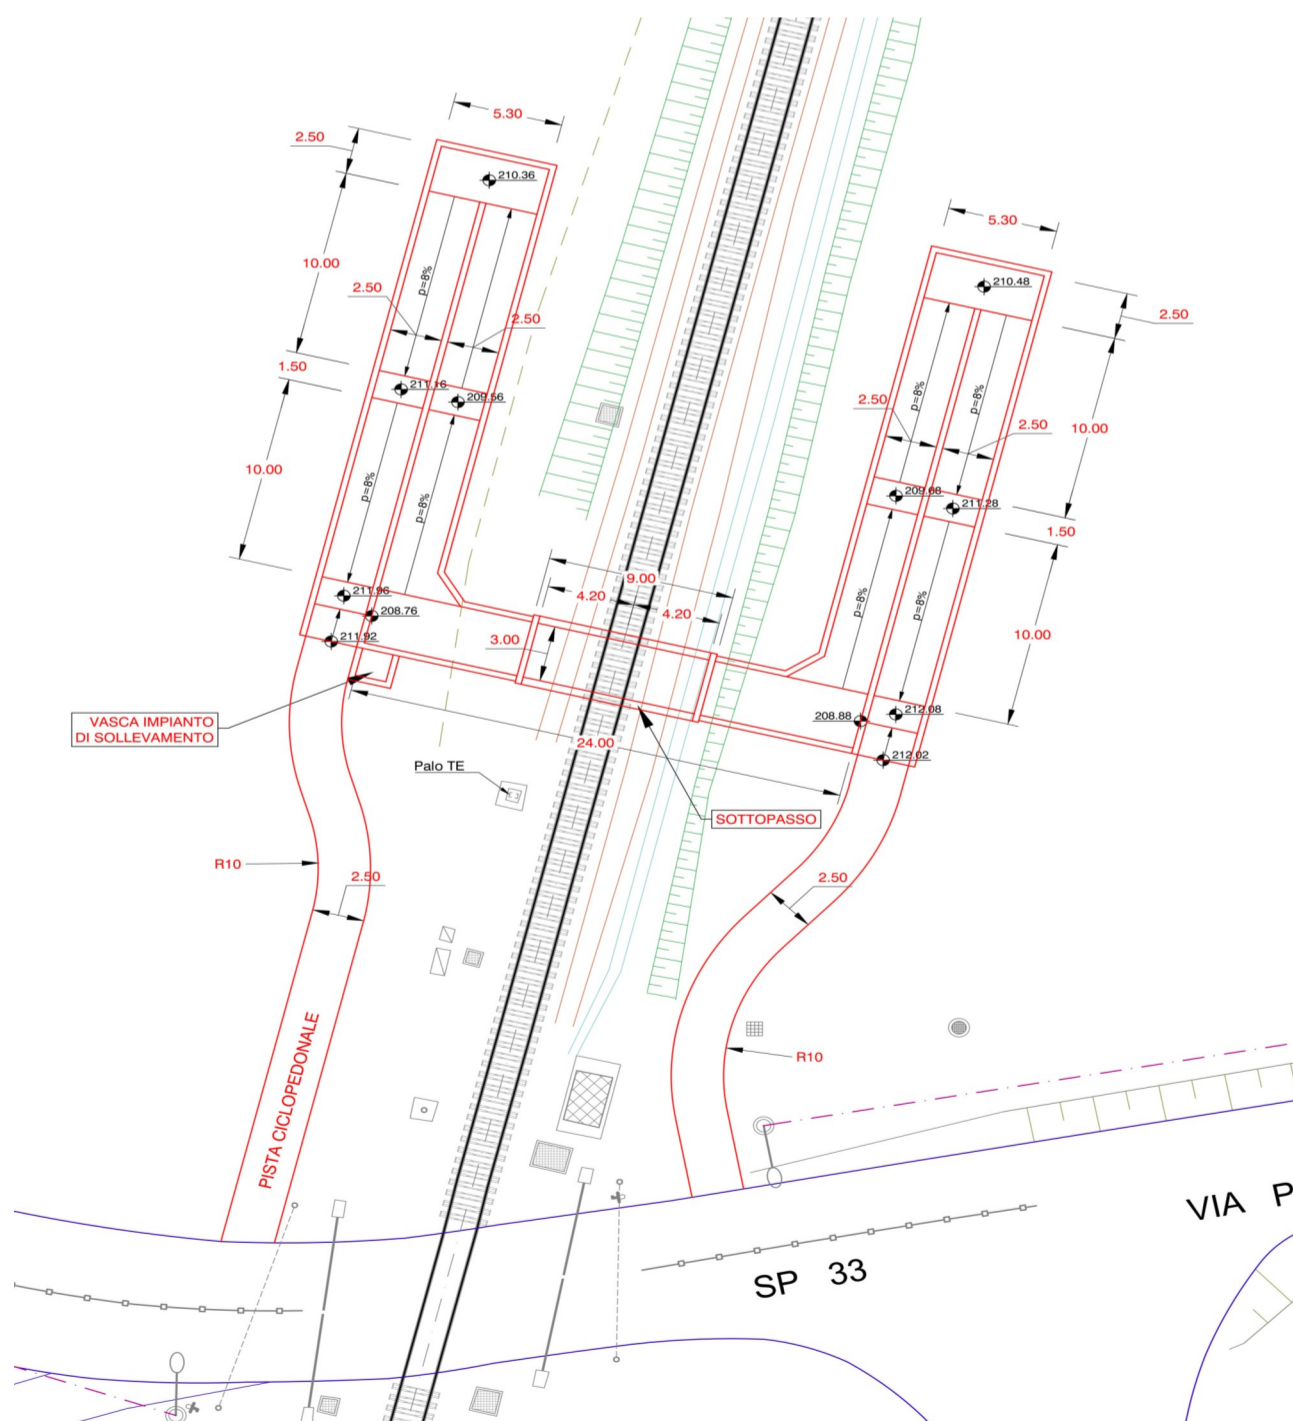 5.30
2.50
210.36
10.00
p=8%
2.50
2.50
1.50
211.16
209.56
10.00
p=8%
p=8%
211.96
208.76
211.92
5.30
210.48
2.50
p=8%
p=8%
2.50
2.50
10.00
209.68
211.28
1.50
p=8%
p=8%
10.00
9.00
4.20
4.20
3.00
VASCA IMPIANTO
DI SOLLEVAMENTO
24.00
208.88
212.08
212.02
Palo TE
SOTTOPASSO
R10
2.50
2.50
PISTA CICLOPEDONALE
R10
VIA P
SP 33